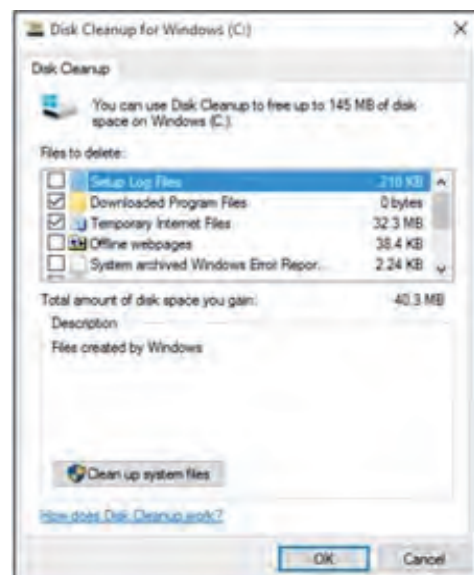 Disk Cleanup for Windows (C:)
Disk Cleanup
You can use Disk Cleanup to free up to 145 MB of disk
space on Windows (C:).
Files to delete:
Setup Log Files 210 KB
Downloaded Program Files 0 bytes
Temporary Internet Files 32.3 MB
Offline webpages 38.4 KB
System archived Windows Error Repor... 2.24 KB
Total amount of disk space you gain: 40.3 MB
Description
Files created by Windows
Clean up system files
How does Disk Cleanup work?
OK Cancel